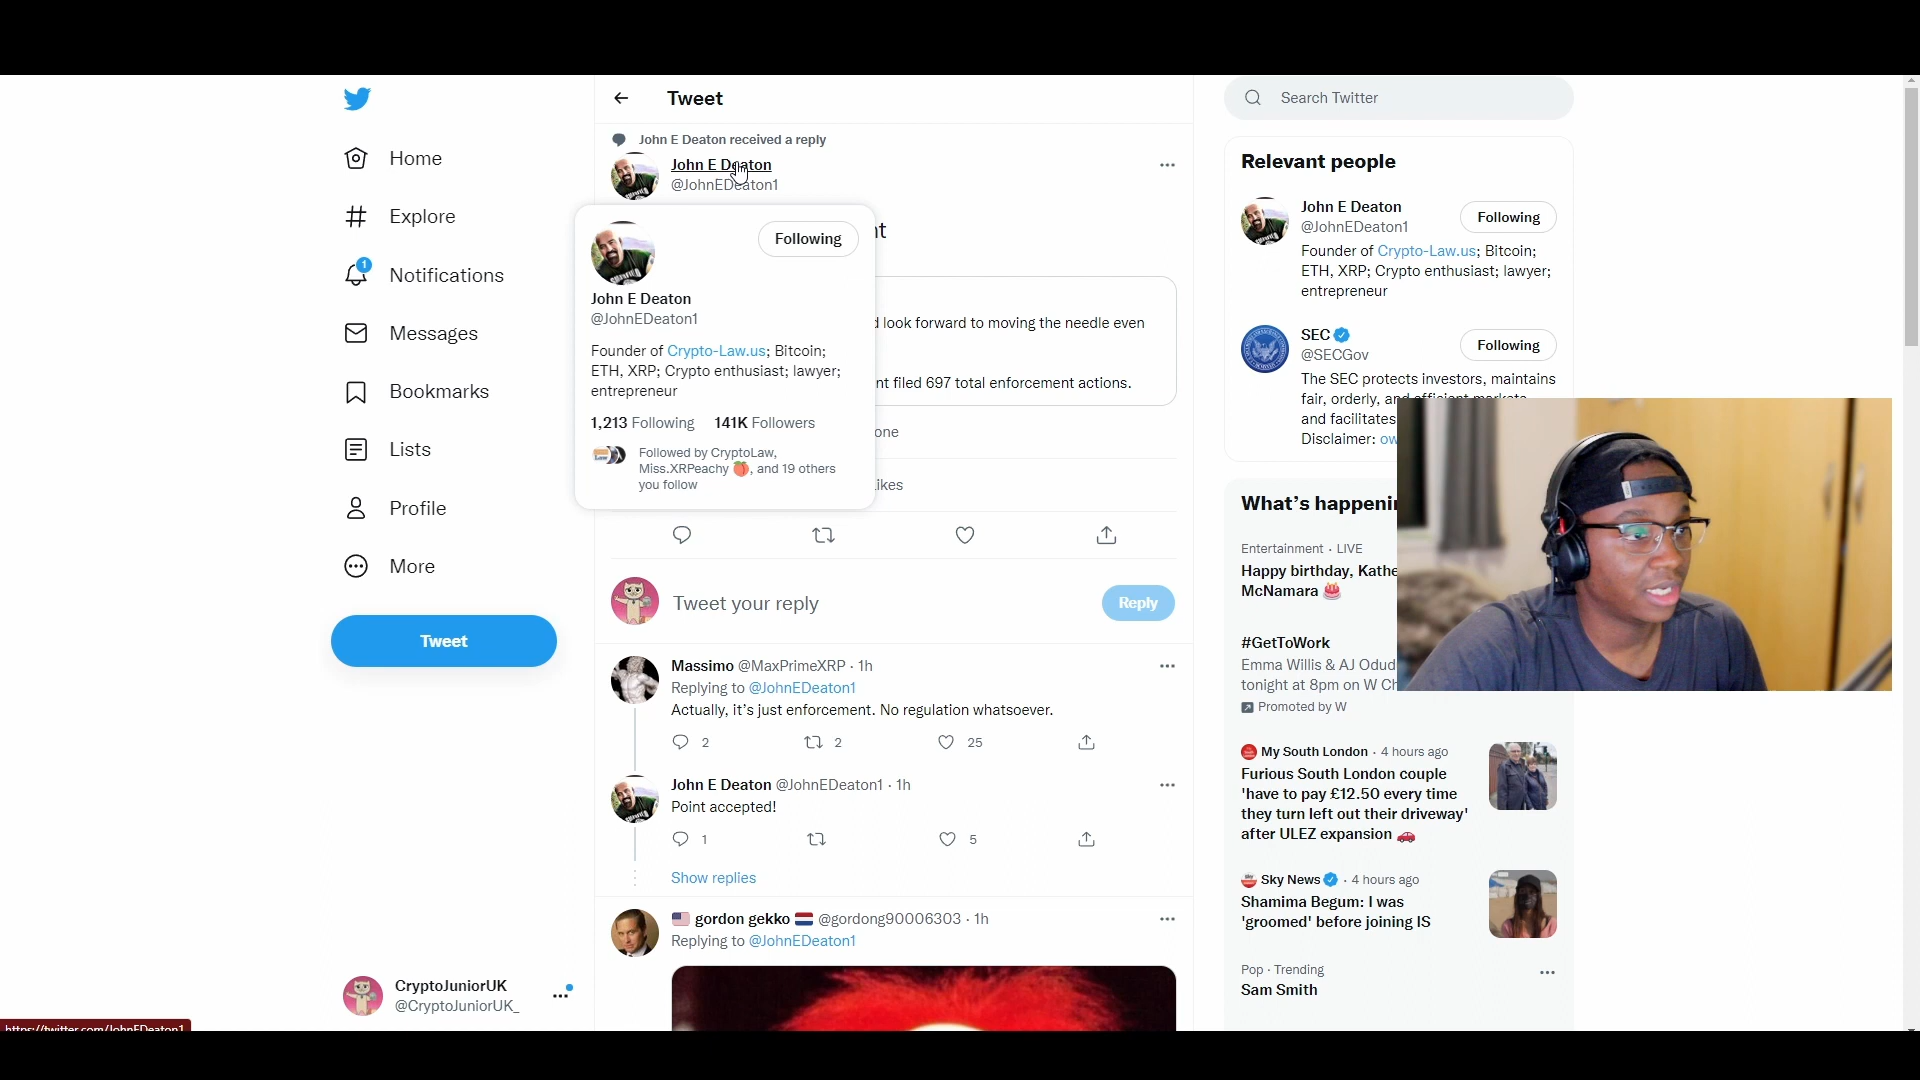 Home
Explore
1
Notifications
Messages
Bookmarks
Lists
Profile
More
Tweet
CryptoJuniorUK
@CryptoJuniorUK_
https://twitter.com/JohnEDeaton1
Tweet
John E Deaton received a reply
John E Deaton
@JohnEDeaton1
Following
John E Deaton
@JohnEDeaton1
Founder of Crypto-Law.us; Bitcoin;
ETH, XRP; Crypto enthusiast; lawyer;
entrepreneur
1,213 Following 141K Followers
Followed by CryptoLaw,
Miss.XRPeachy 🍑, and 19 others
you follow
look forward to moving the needle even
filed 697 total enforcement actions.
Tweet your reply
Reply
Massimo @MaxPrimeXRP · 1h
Replying to @JohnEDeaton1
Actually, it's just enforcement. No regulation whatsoever.
2 2 25
John E Deaton @JohnEDeaton1 · 1h
Point accepted!
1 5
Show replies
🇺🇸 gordon gekko 🇳🇱 @gordong90006303 · 1h
Replying to @JohnEDeaton1
Search Twitter
Relevant people
John E Deaton
@JohnEDeaton1
Following
Founder of Crypto-Law.us; Bitcoin;
ETH, XRP; Crypto enthusiast; lawyer;
entrepreneur
SEC
@SECGov
Following
The SEC protects investors, maintains
fair, orderly, and efficient markets
and facilitates
Disclaimer:
What's
Entertainment · LIVE
Happy birthday,
McNamara 🎂
#GetToWork
Emma Willis & AJ
tonight at 8pm on W
Promoted by W
My South London · 4 hours ago
Furious South London couple
'have to pay £12.50 every time
they turn left out their driveway'
after ULEZ expansion 🚗
Sky News · 4 hours ago
Shamima Begum: I was
'groomed' before joining IS
Pop · Trending
Sam Smith